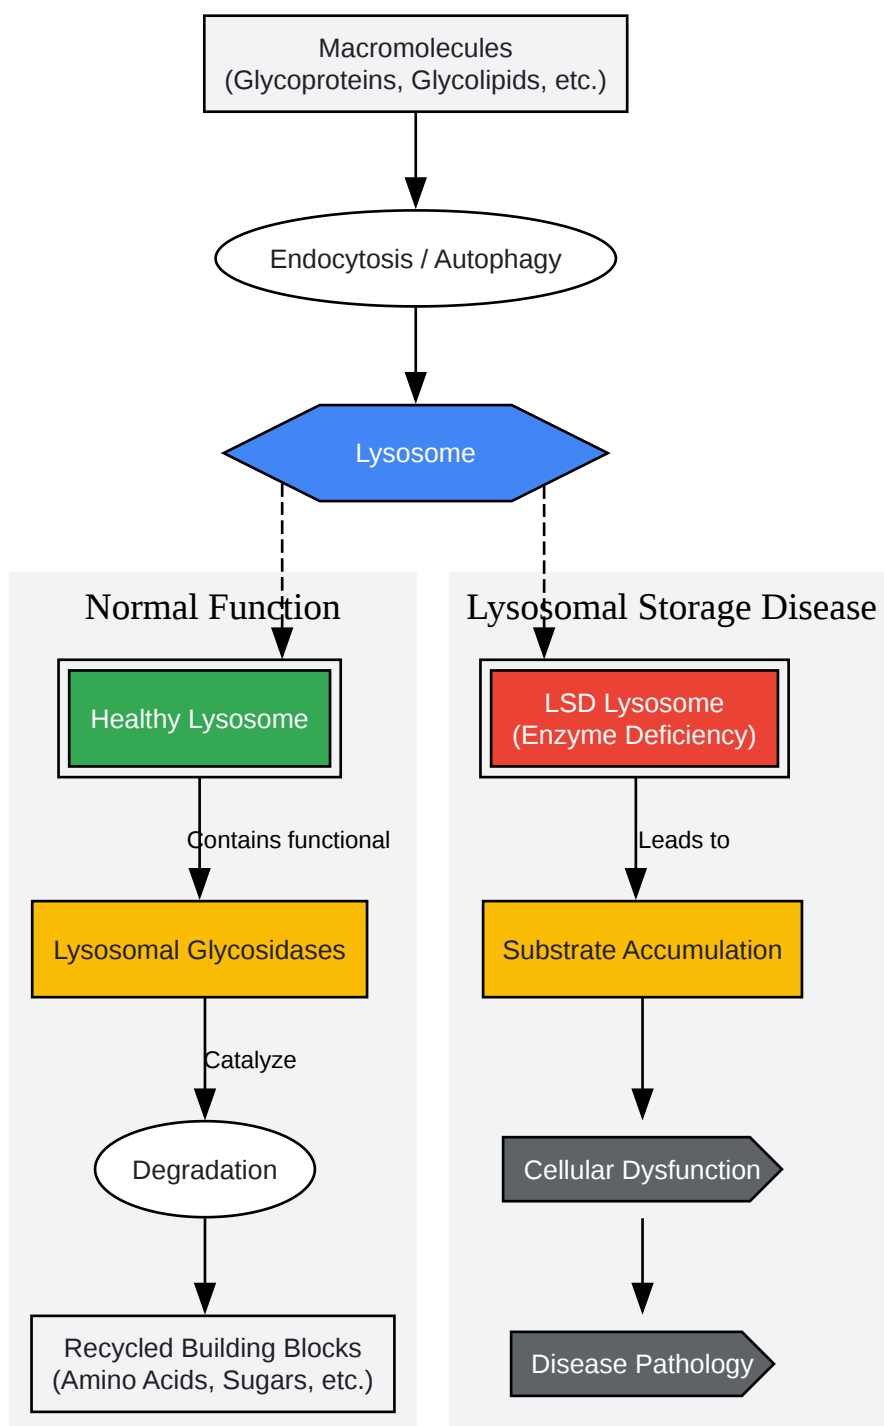 Macromolecules
(Glycoproteins, Glycolipids, etc.)
Endocytosis / Autophagy
Lysosome
Normal Function
Healthy Lysosome
Contains functional
Lysosomal Glycosidases
Catalyze
Degradation
Recycled Building Blocks
(Amino Acids, Sugars, etc.)
Lysosomal Storage Disease
LSD Lysosome
(Enzyme Deficiency)
Leads to
Substrate Accumulation
Cellular Dysfunction
Disease Pathology